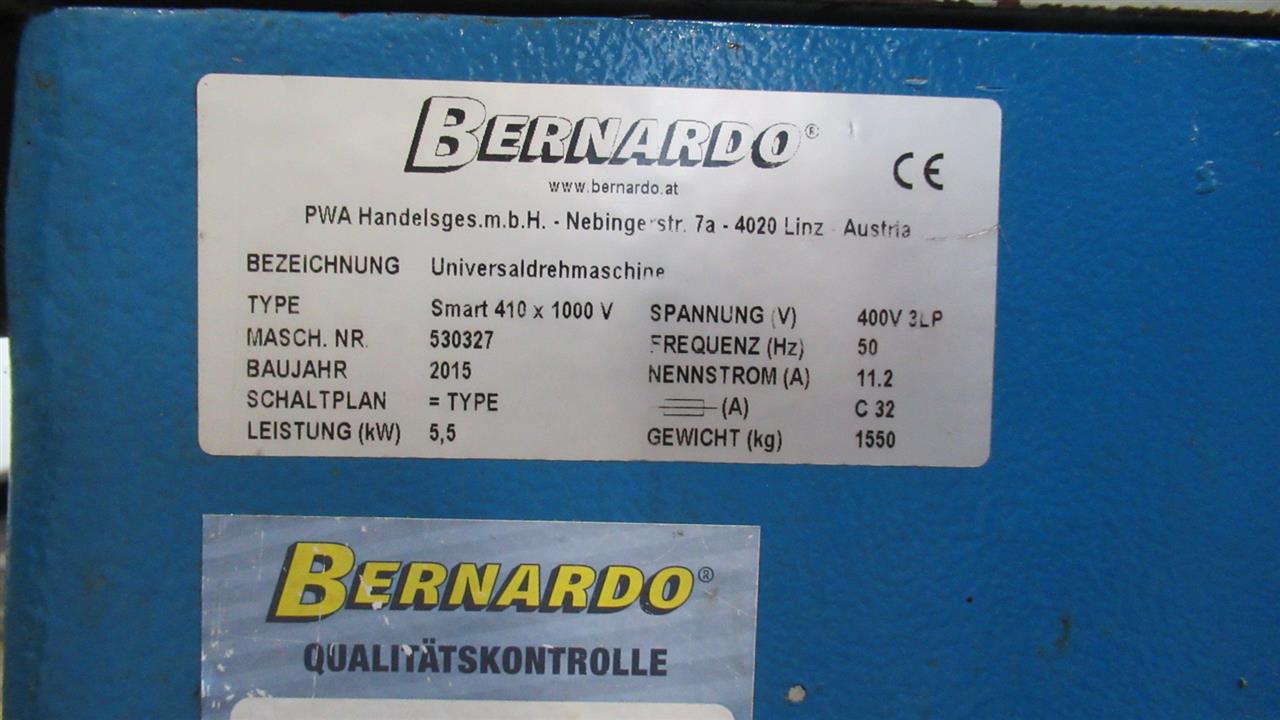 BERNARDO®
www.bernardo.at
CE
PWA Handelsges.m.b.H. - Nebingerstr. 7a - 4020 Linz - Austria
BEZEICHNUNG Universaldrehmaschine
TYPE Smart 410 x 1000 V
MASCH. NR. 530327
BAUJAHR 2015
SCHALTPLAN = TYPE
LEISTUNG (kW) 5,5
SPANNUNG (V) 400V 3LP
FREQUENZ (Hz) 50
NENNSTROM (A) 11.2
(A) C 32
GEWICHT (kg) 1550
BERNARDO®
QUALITÄTSKONTROLLE